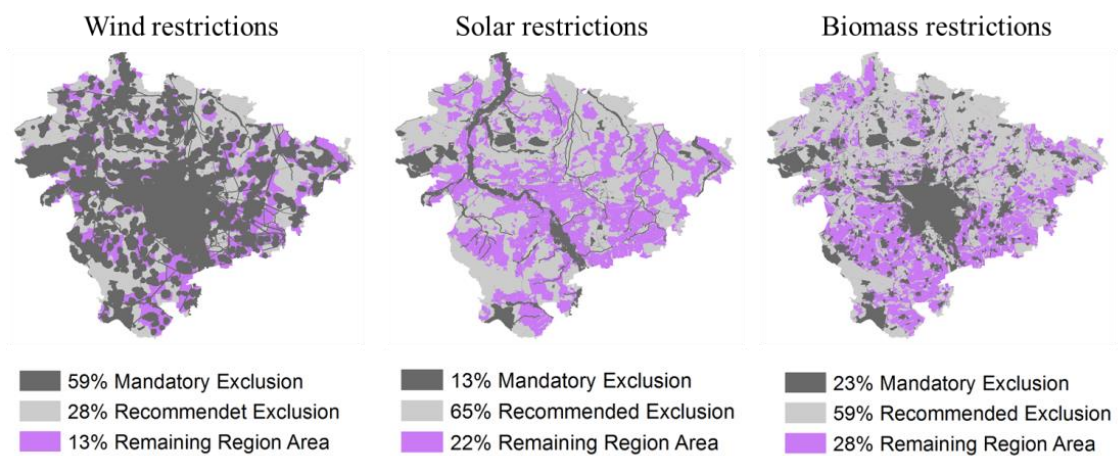 Wind restrictions
Solar restrictions
Biomass restrictions
59% Mandatory Exclusion
28% Recommendet Exclusion
13% Remaining Region Area
13% Mandatory Exclusion
65% Recommended Exclusion
22% Remaining Region Area
23% Mandatory Exclusion
59% Recommended Exclusion
28% Remaining Region Area